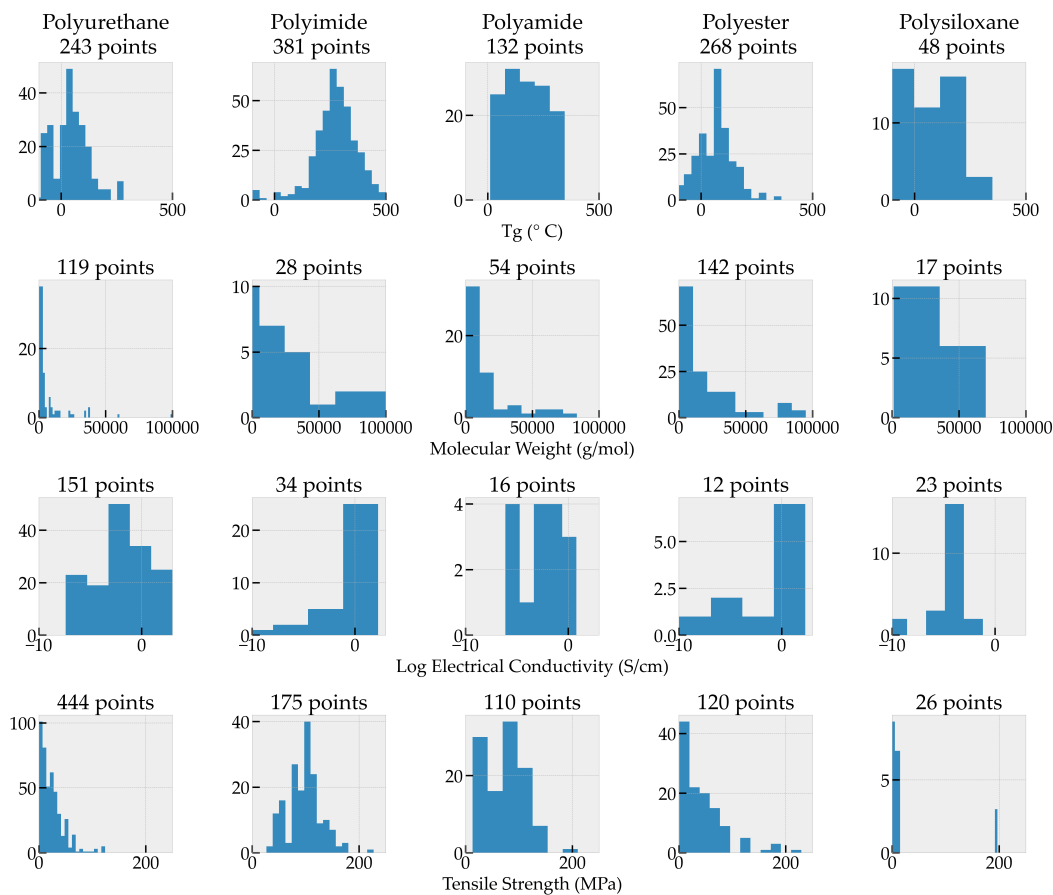 Polyurethane Polyimide Polyamide Polyester Polysiloxane
243 points 381 points 132 points 268 points 48 points
40 20 0 0 500
50 25 0 0 500
20 0 0 500
50 25 0 0 500
10 0 0 500
Tg (° C)
119 points 28 points 54 points 142 points 17 points
20 0 0 50000 100000
10 5 0 0 50000 100000
20 0 0 50000 100000
50 25 0 0 50000 100000
10 5 0 0 50000 100000
Molecular Weight (g/mol)
151 points 34 points 16 points 12 points 23 points
40 20 0 −10 0
20 10 0 −10 0
4 2 0 −10 0
5.0 2.5 0.0 −10 0
10 0 −10 0
Log Electrical Conductivity (S/cm)
444 points 175 points 110 points 120 points 26 points
100 50 0 0 200
40 20 0 0 200
20 0 0 200
40 20 0 0 200
5 0 0 200
Tensile Strength (MPa)